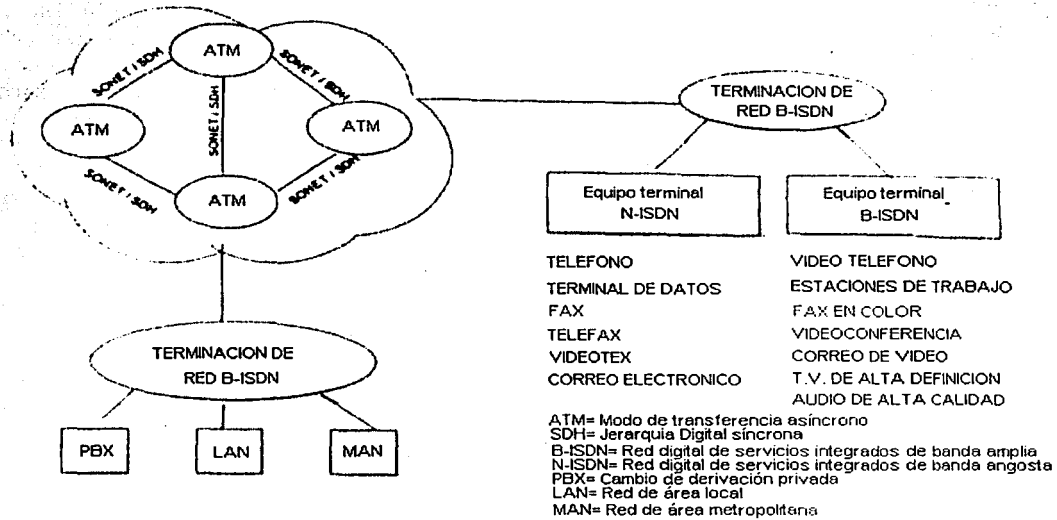 ATM
SONET / SDH
SONET / SDH
SONET / SDH
ATM
ATM
SONET / SDH
SONET / SDH
ATM
TERMINACION DE
RED B-ISDN
Equipo terminal
N-ISDN
Equipo terminal
B-ISDN
TELEFONO
TERMINAL DE DATOS
FAX
TELEFAX
VIDEOTEX
CORREO ELECTRONICO
VIDEO TELEFONO
ESTACIONES DE TRABAJO
FAX EN COLOR
VIDEOCONFERENCIA
CORREO DE VIDEO
T.V. DE ALTA DEFINICION
AUDIO DE ALTA CALIDAD
TERMINACION DE
RED B-ISDN
PBX
LAN
MAN
ATM= Modo de transferencia asíncrono
SDH= Jerarquia Digital síncrona
B-ISDN= Red digital de servicios integrados de banda amplia
N-ISDN= Red digital de servicios integrados de banda angosta
PBX= Cambio de derivación privada
LAN= Red de área local
MAN= Red de área metropolitana